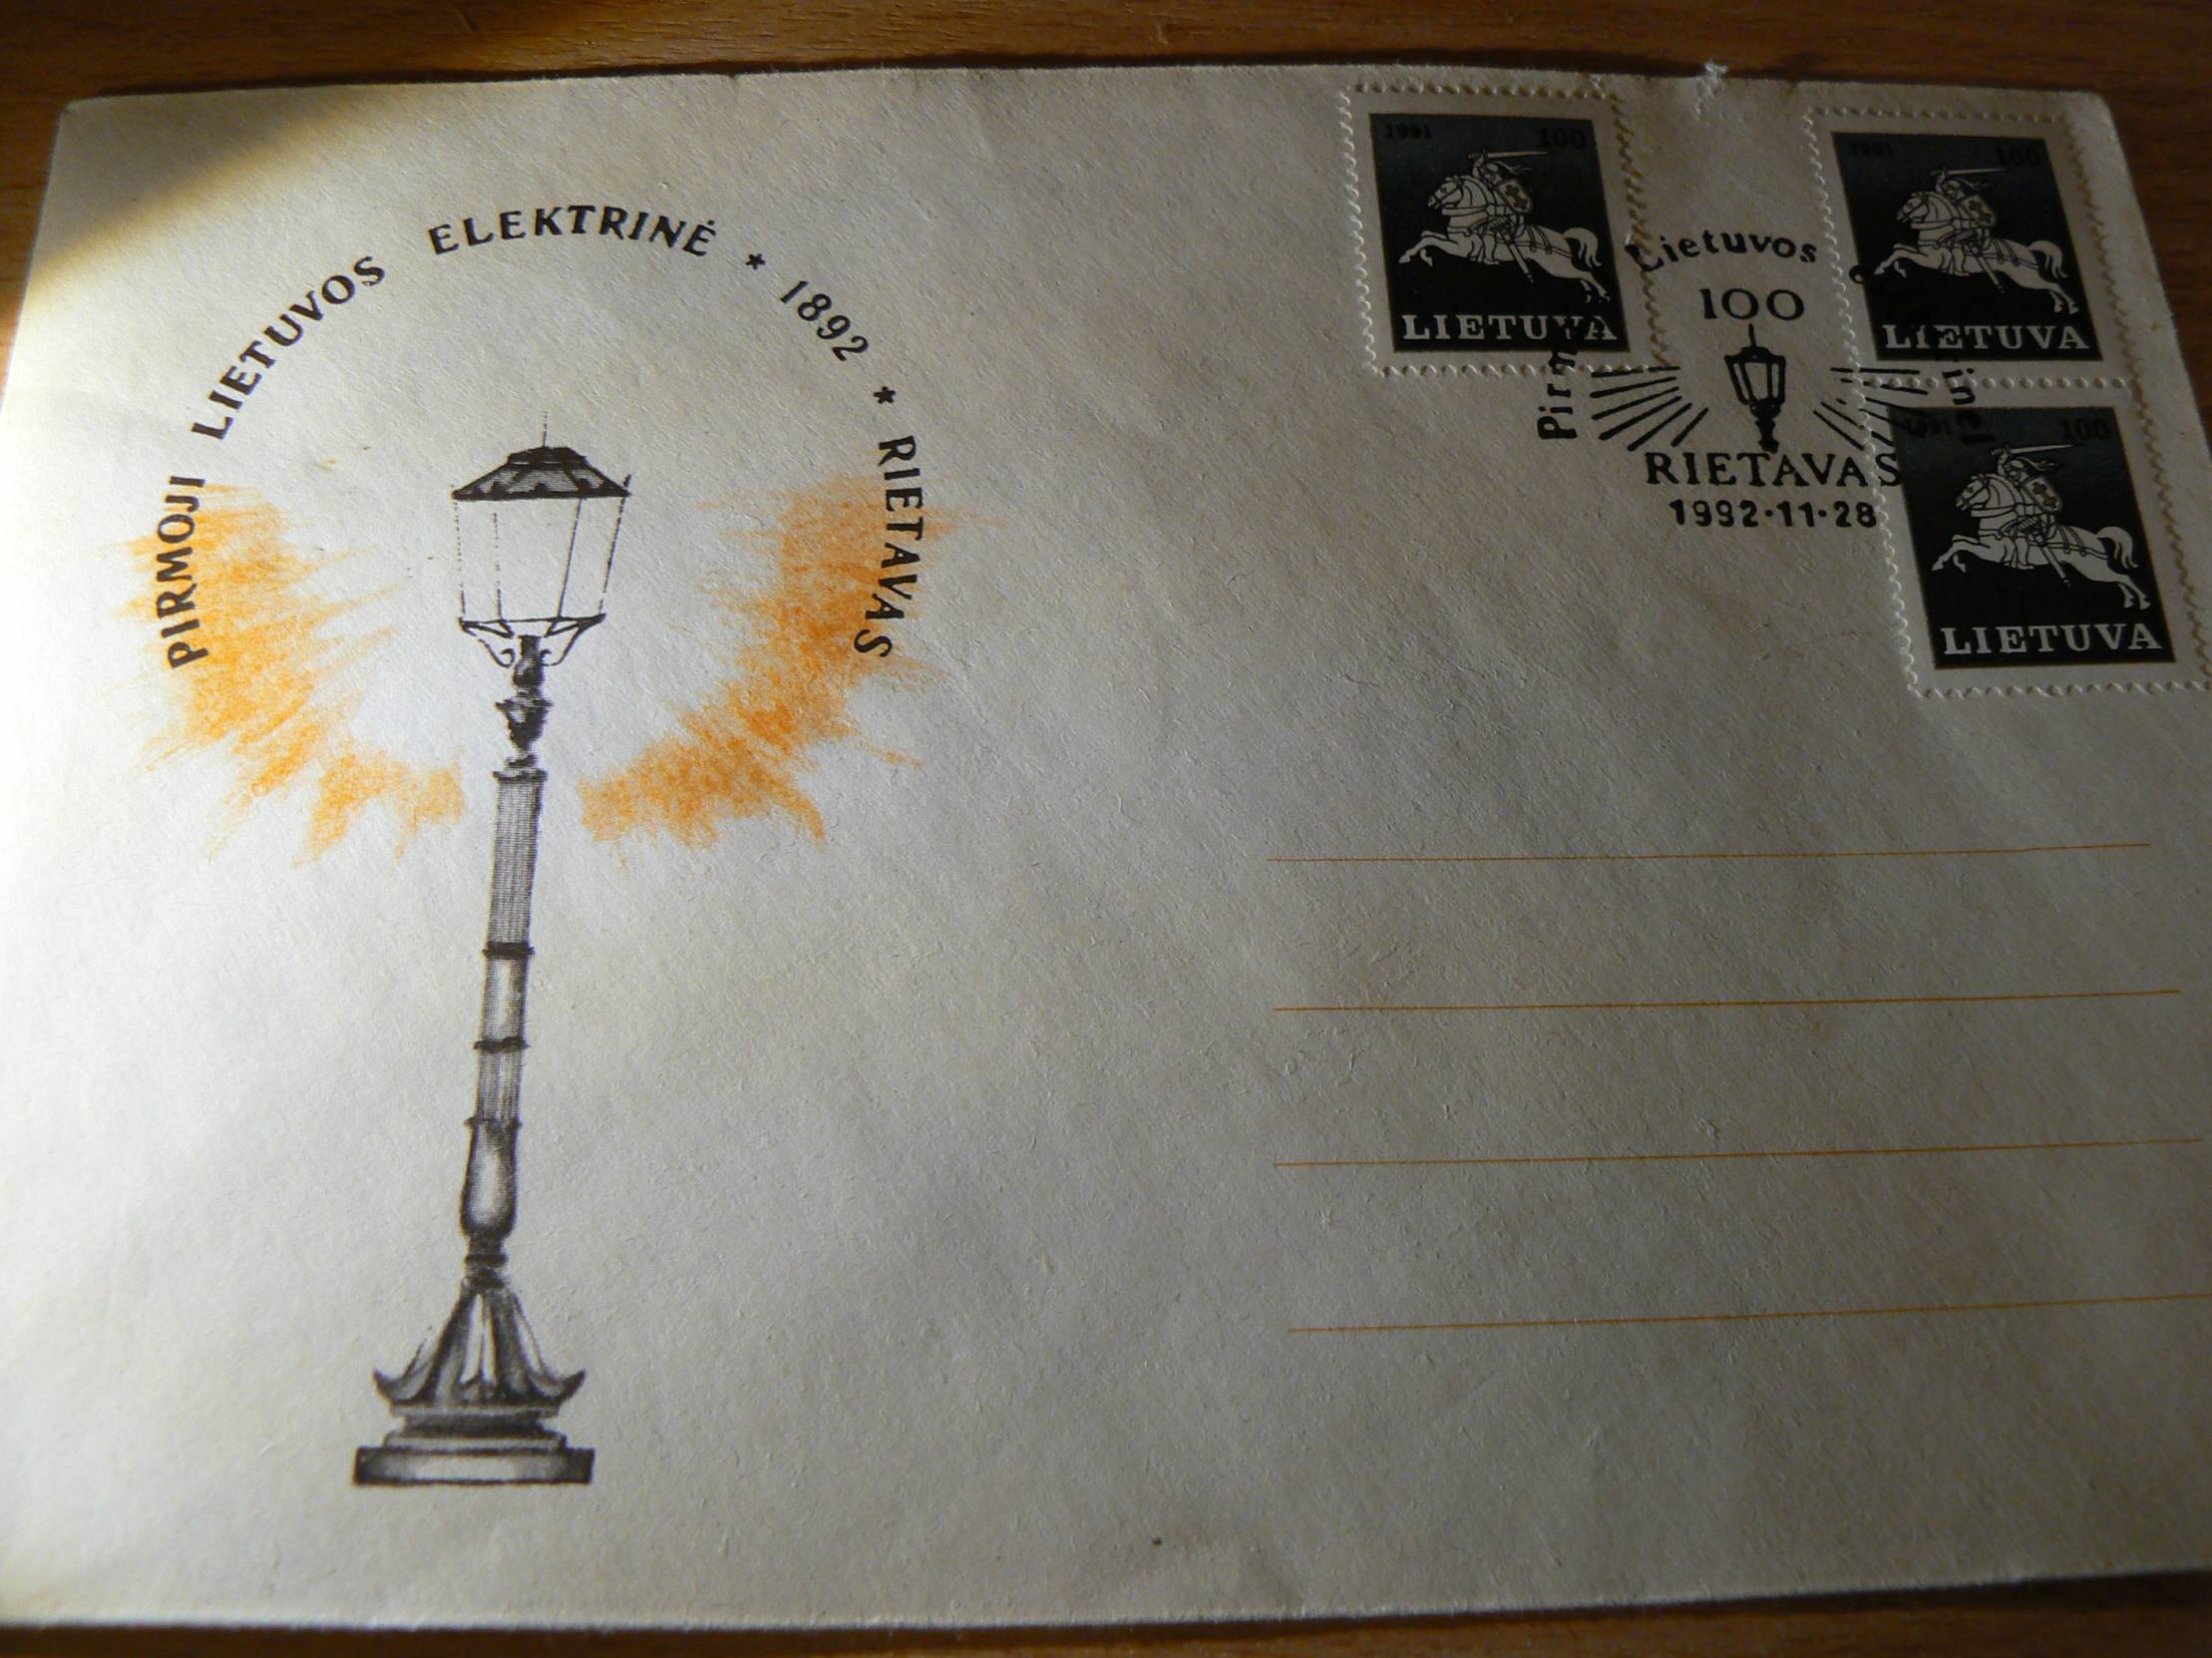 PIRMOJI LIETUVOS ELEKTRINĖ * 1892 * RIETAVAS
1991 100
LIETUVA
1991 100
LIETUVA
100
LIETUVA
Lietuvos
100
RIETAVAS
1992·11·28